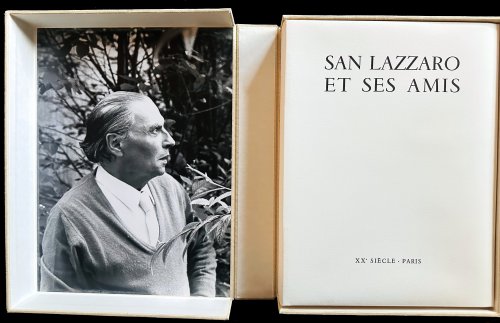 SAN LAZZARO
ET SES AMIS
XXᵉ SIÈCLE - PARIS